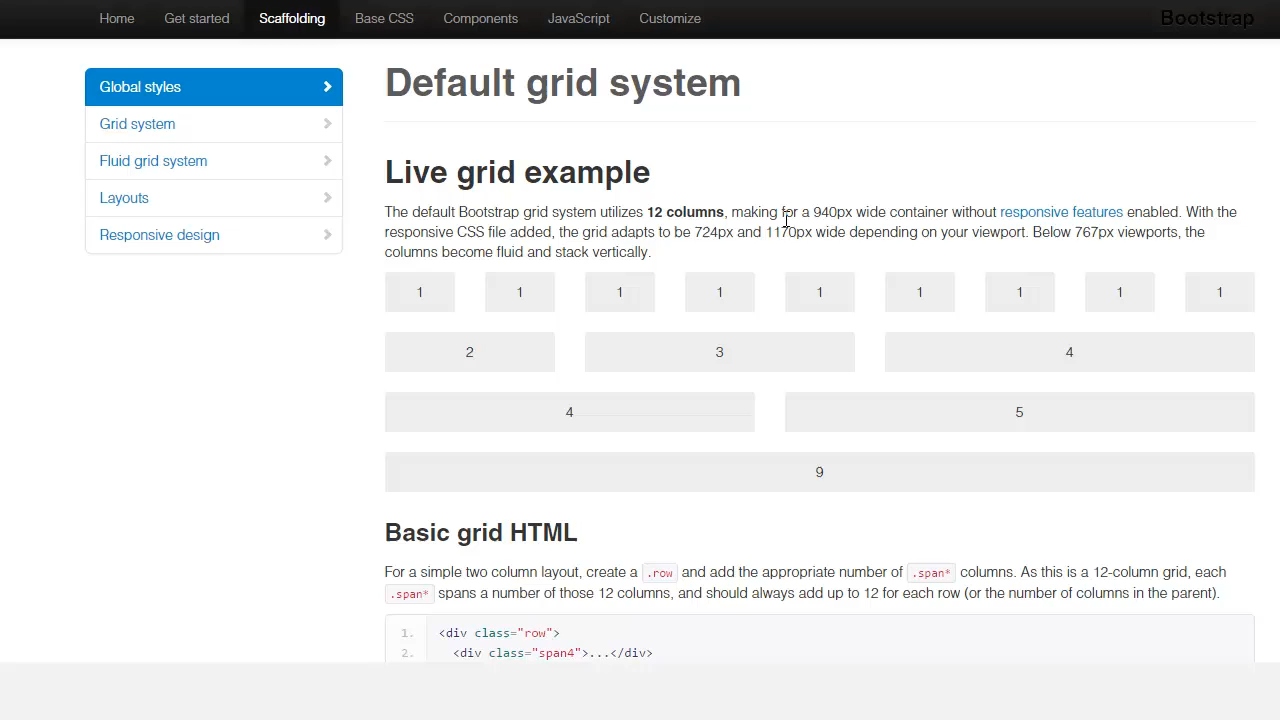 Home Get started Scaffolding Base CSS Components JavaScript Customize Bootstrap
Global styles
Grid system
Fluid grid system
Layouts
Responsive design
Default grid system
Live grid example
The default Bootstrap grid system utilizes 12 columns, making for a 940px wide container without responsive features enabled. With the
responsive CSS file added, the grid adapts to be 724px and 1170px wide depending on your viewport. Below 767px viewports, the
columns become fluid and stack vertically.
1 1 1 1 1 1 1 1 1
2 3 4
4 5
9
Basic grid HTML
For a simple two column layout, create a .row and add the appropriate number of .span* columns. As this is a 12-column grid, each
.span* spans a number of those 12 columns, and should always add up to 12 for each row (or the number of columns in the parent).
1. <div class="row">
2. <div class="span4">...</div>